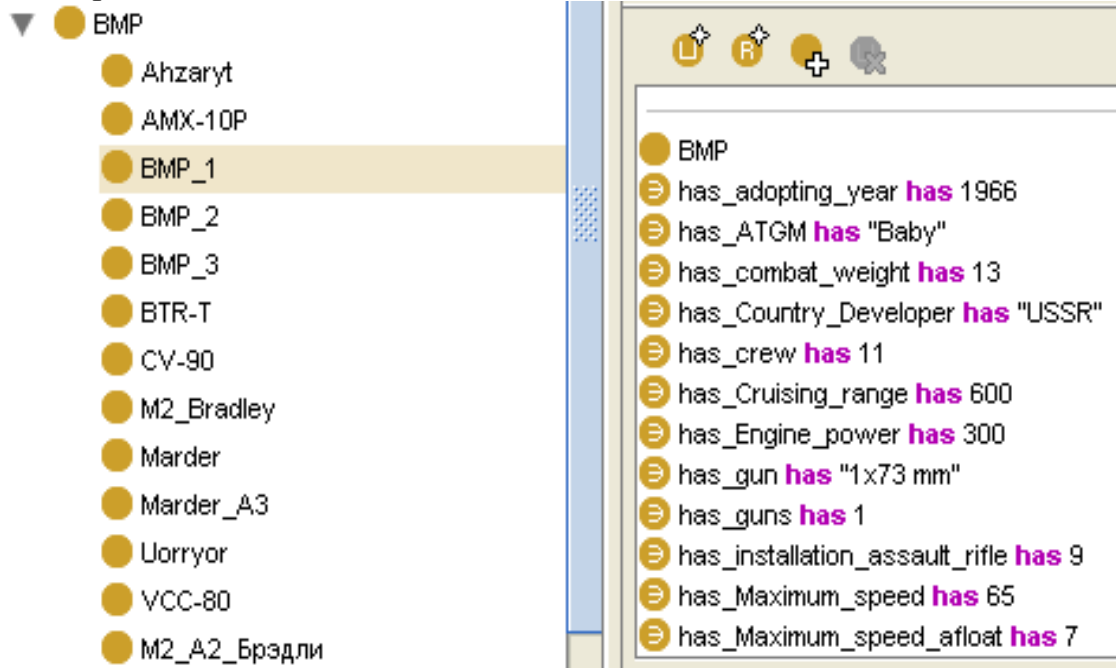 BMP
Ahzaryt
AMX-10P
BMP_1
BMP_2
BMP_3
BTR-T
CV-90
M2_Bradley
Marder
Marder_A3
Uorryor
VCC-80
M2_A2_Брэдли
U R
BMP
has_adopting_year has 1966
has_ATGM has "Baby"
has_combat_weight has 13
has_Country_Developer has "USSR"
has_crew has 11
has_Cruising_range has 600
has_Engine_power has 300
has_gun has "1x73 mm"
has_guns has 1
has_installation_assault_rifle has 9
has_Maximum_speed has 65
has_Maximum_speed_afloat has 7